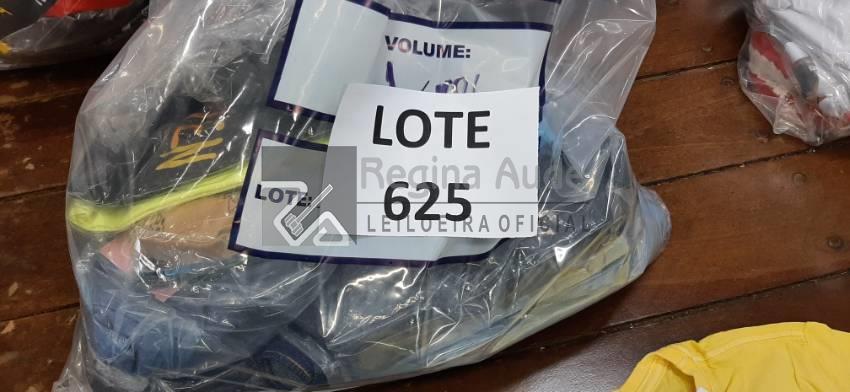 VOLUME:
LOTE
625
LOTE:
Regina Aude
LEILOEIRA OFICIAL